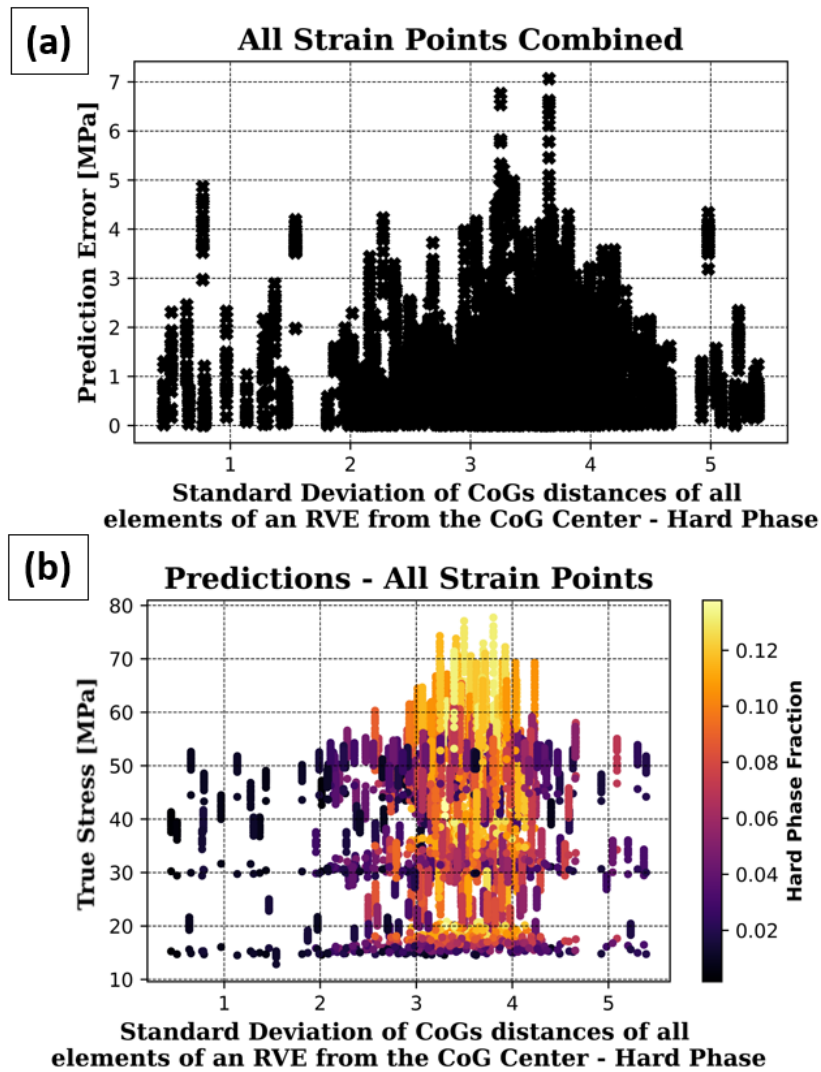 (a)
All Strain Points Combined
Prediction Error [MPa]
7
6
5
4
3
2
1
0
1 2 3 4 5
Standard Deviation of CoGs distances of all
elements of an RVE from the CoG Center - Hard Phase
(b)
Predictions - All Strain Points
True Stress [MPa]
80
70
60
50
40
30
20
10
1 2 3 4 5
0.12
0.10
0.08
0.06
0.04
0.02
Hard Phase Fraction
Standard Deviation of CoGs distances of all
elements of an RVE from the CoG Center - Hard Phase